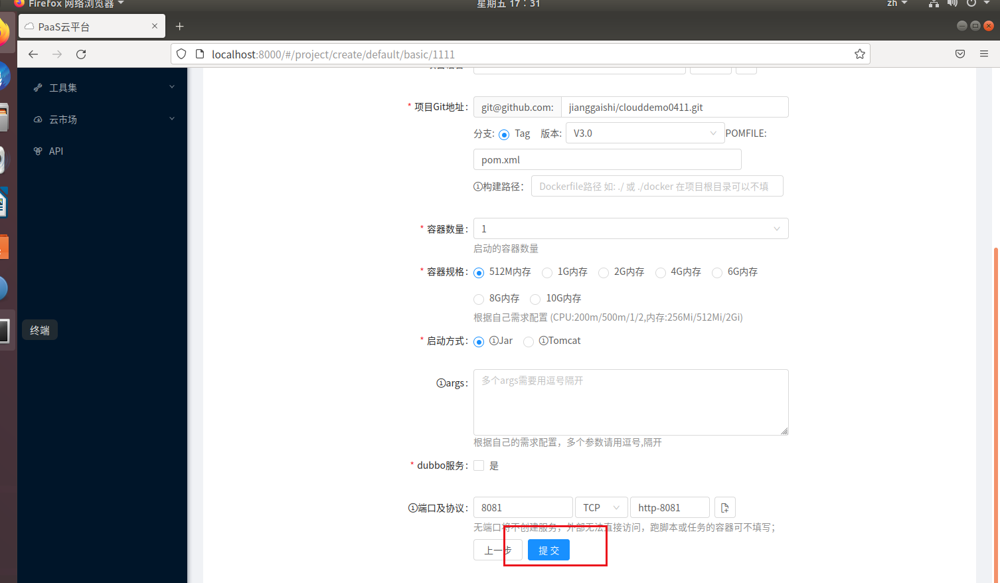 Firefox 网络浏览器
星期五 17：31
zh
PaaS云平台
localhost:8000/#/project/create/default/basic/1111
工具集
云市场
API
终端
* 项目Git地址： git@github.com: jianggaishi/clouddemo0411.git
分支: Tag 版本: V3.0 POMFILE:
pom.xml
构建路径： Dockerfile路径 如: ./ 或 ./docker 在项目根目录可以不填
* 容器数量： 1
启动的容器数量
* 容器规格： 512M内存 1G内存 2G内存 4G内存 6G内存
8G内存 10G内存
根据自己需求配置 (CPU:200m/500m/1/2,内存:256Mi/512Mi/2Gi)
* 启动方式： Jar Tomcat
args： 多个args需要用逗号隔开
根据自己的需求配置，多个参数请用逗号,隔开
* dubbo服务： 是
端口及协议： 8081 TCP http-8081
无端口将不创建服务，外部无法直接访问，跑脚本或任务的容器可不填写；
上一步 提 交